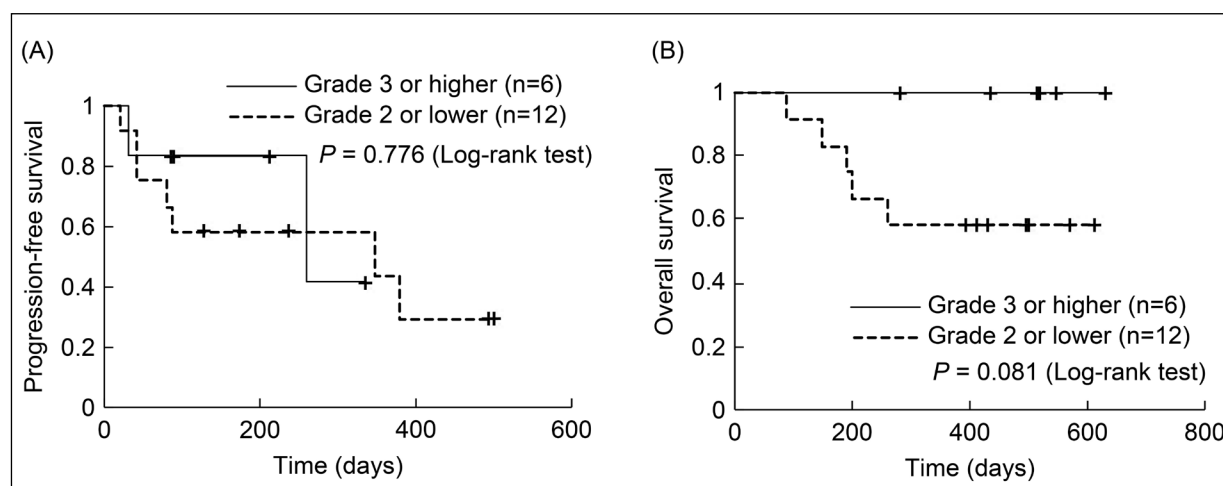 (A)
Grade 3 or higher (n=6)
Grade 2 or lower (n=12)
P = 0.776 (Log-rank test)
1
0.8
0.6
0.4
0.2
0
Progression-free survival
0 200 400 600
Time (days)
(B)
1
0.8
0.6
0.4
0.2
0
Overall survival
Grade 3 or higher (n=6)
Grade 2 or lower (n=12)
P = 0.081 (Log-rank test)
0 200 400 600 800
Time (days)